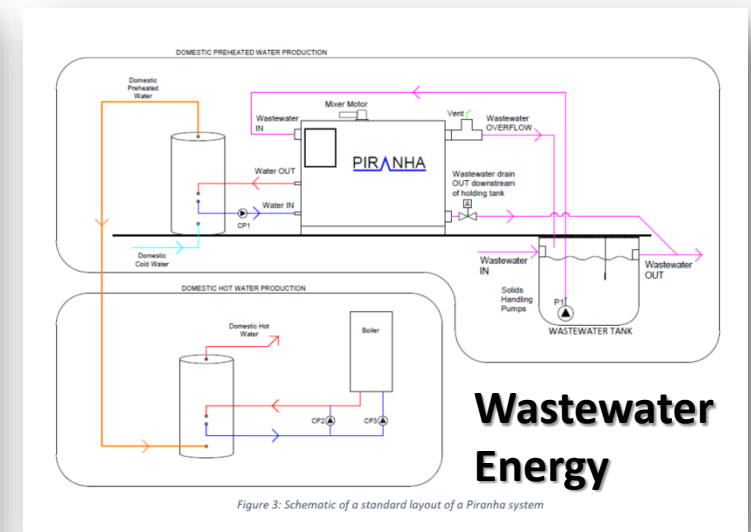 DOMESTIC PREHEATED WATER PRODUCTION
Domestic
Preheated
Water
Mixer Motor
Wastewater
IN
Vent
Wastewater
OVERFLOW
PIRANHA
Water OUT
Wastewater drain
OUT downstream
of holding tank
A
Water IN
CP1
Domestic
Cold Water
Wastewater
IN
Wastewater
OUT
Solids
Handling
Pumps
P1
WASTEWATER TANK
DOMESTIC HOT WATER PRODUCTION
Domestic Hot
Water
Boiler
CP2
CP3
Wastewater
Energy
Figure 3: Schematic of a standard layout of a Piranha system